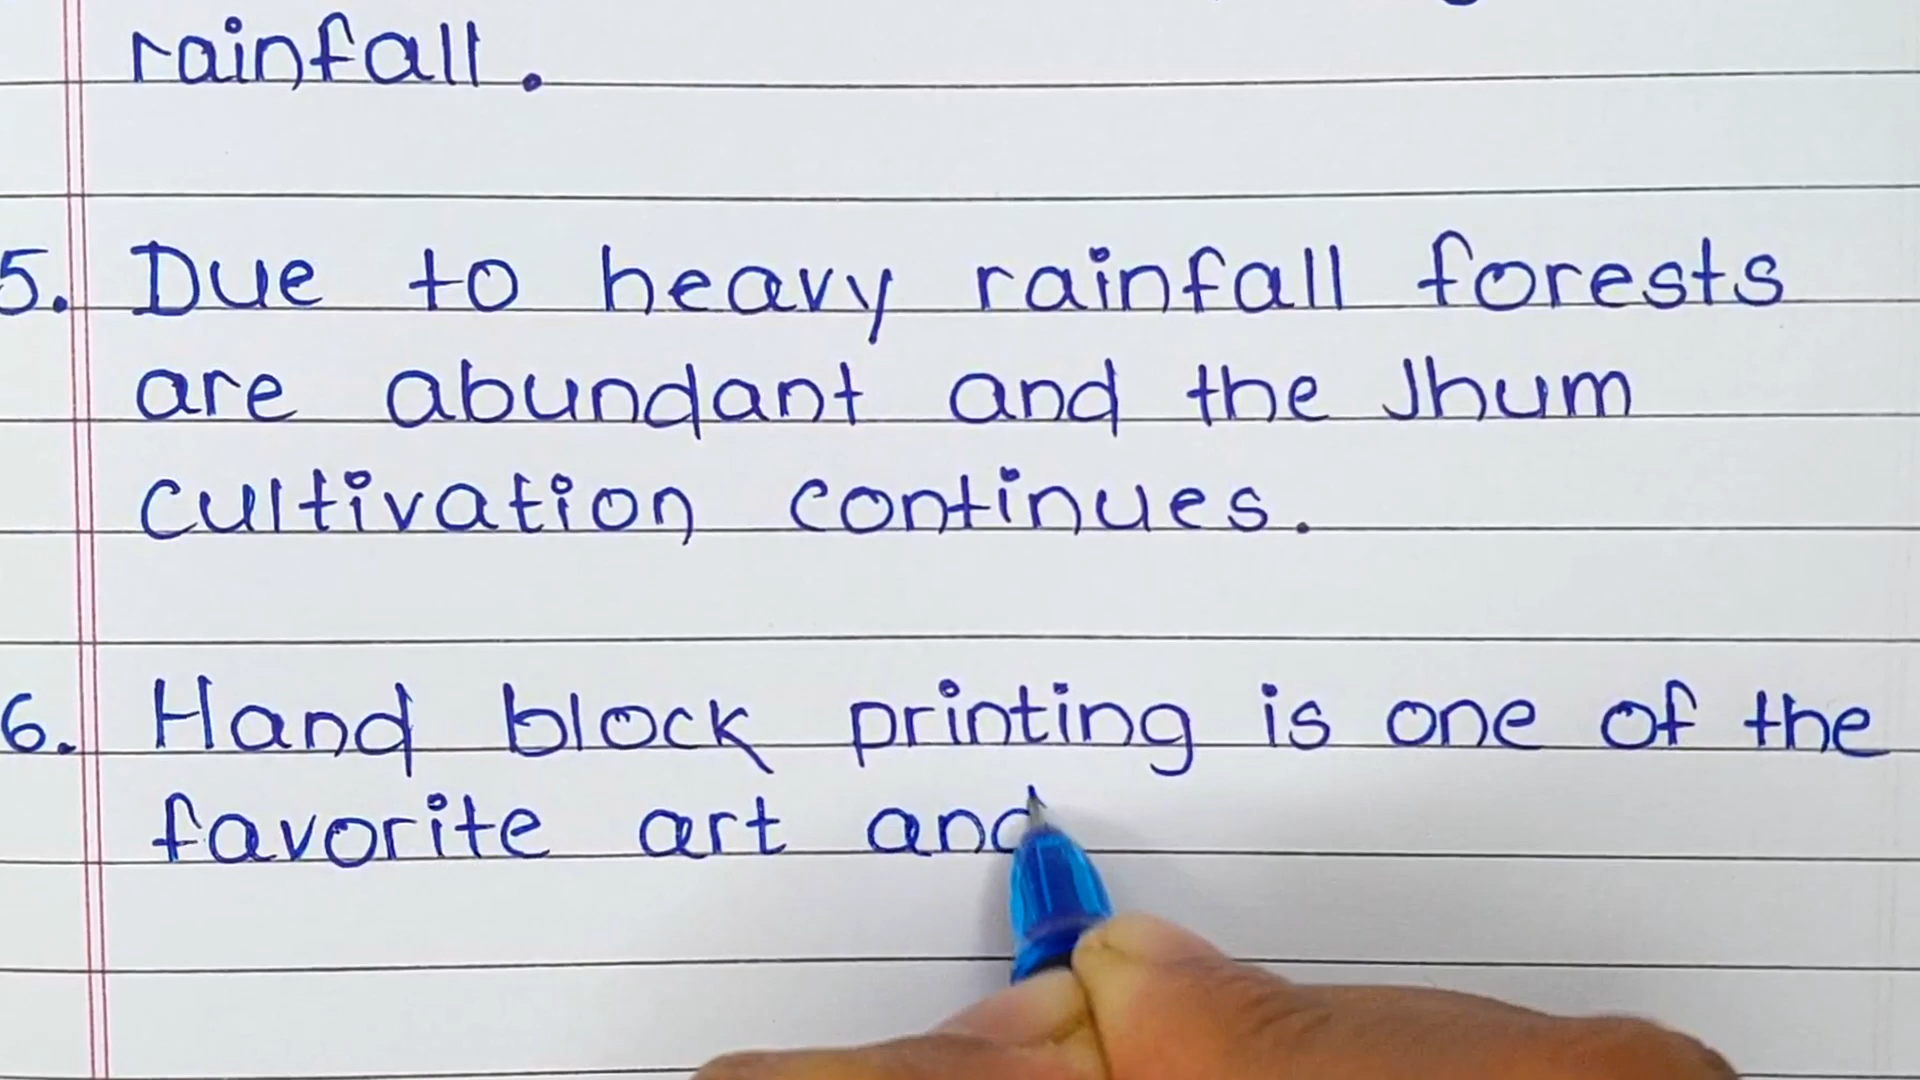 rainfall.
5. Due to heavy rainfall forests
are abundant and the Jhum
cultivation continues.
6. Hand block printing is one of the
favorite art and